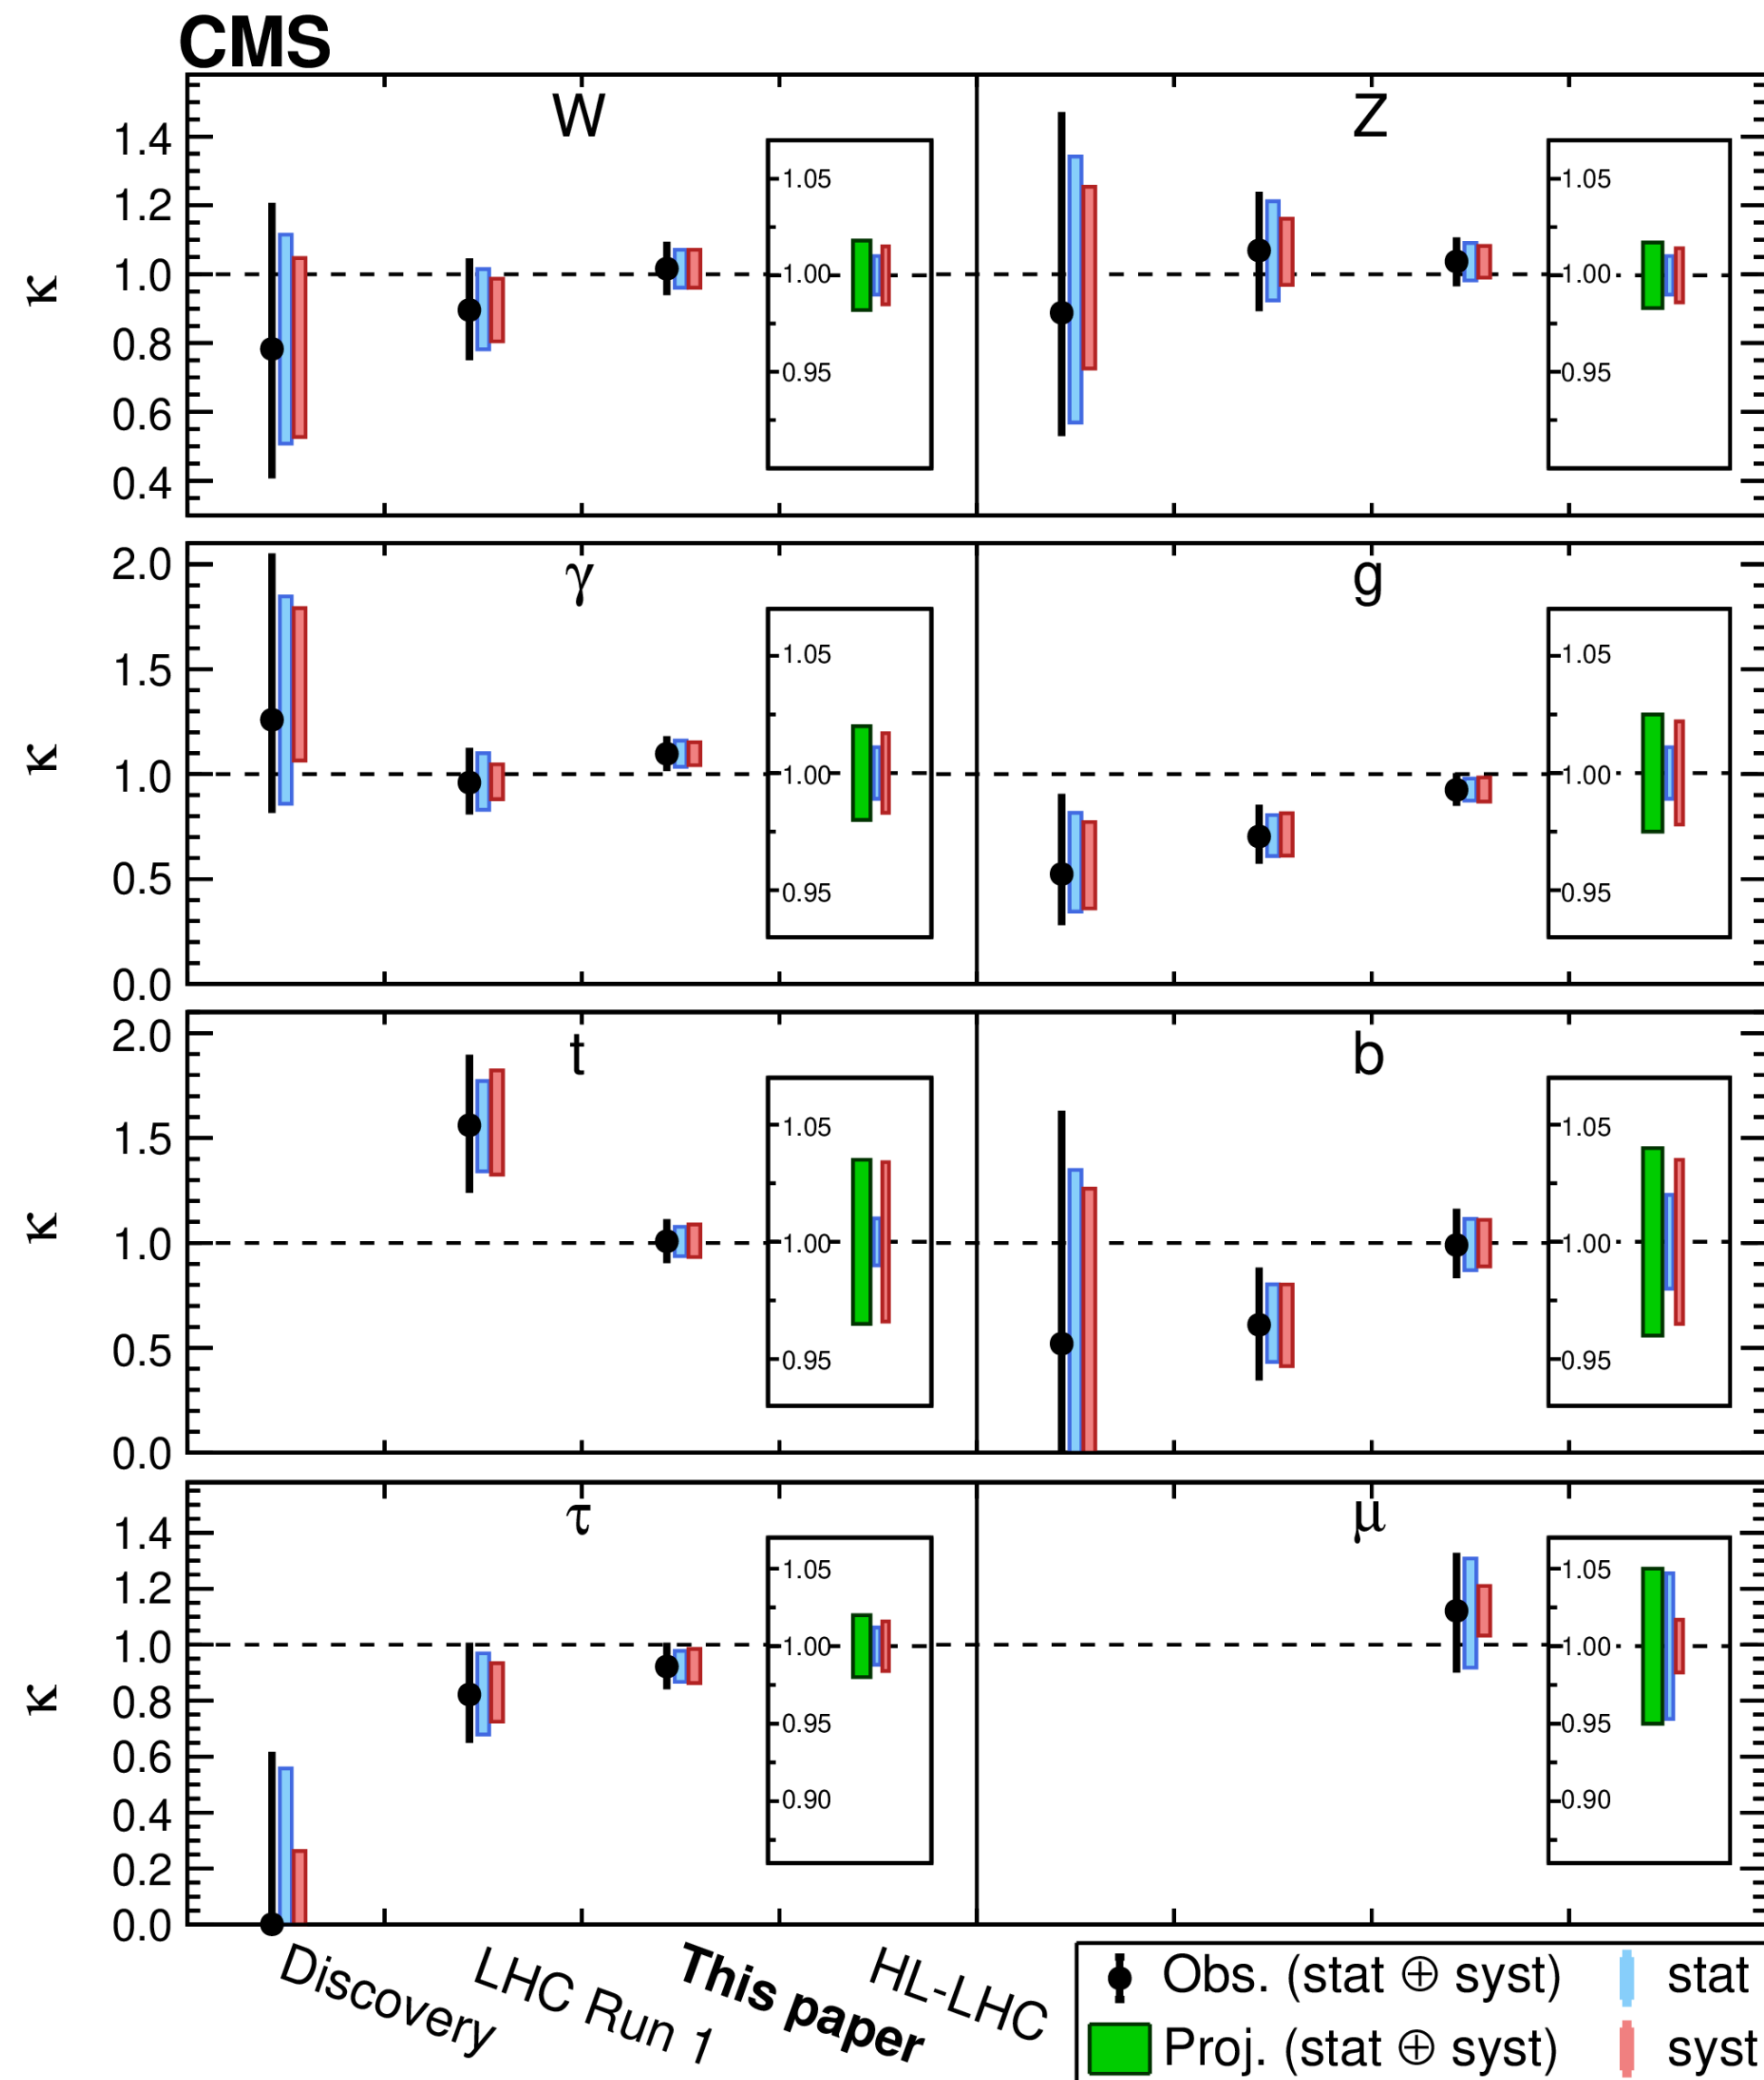 CMS
W
Z
κ
1.4
1.2
1.0
0.8
0.6
0.4
1.05
1.00
0.95
1.05
1.00
0.95
γ
g
κ
2.0
1.5
1.0
0.5
0.0
1.05
1.00
0.95
1.05
1.00
0.95
t
b
κ
2.0
1.5
1.0
0.5
0.0
1.05
1.00
0.95
1.05
1.00
0.95
τ
μ
κ
1.4
1.2
1.0
0.8
0.6
0.4
0.2
0.0
1.05
1.00
0.95
0.90
1.05
1.00
0.95
0.90
Discovery
LHC Run 1
This paper
HL-LHC
Obs. (stat ⊕ syst)
stat
Proj. (stat ⊕ syst)
syst